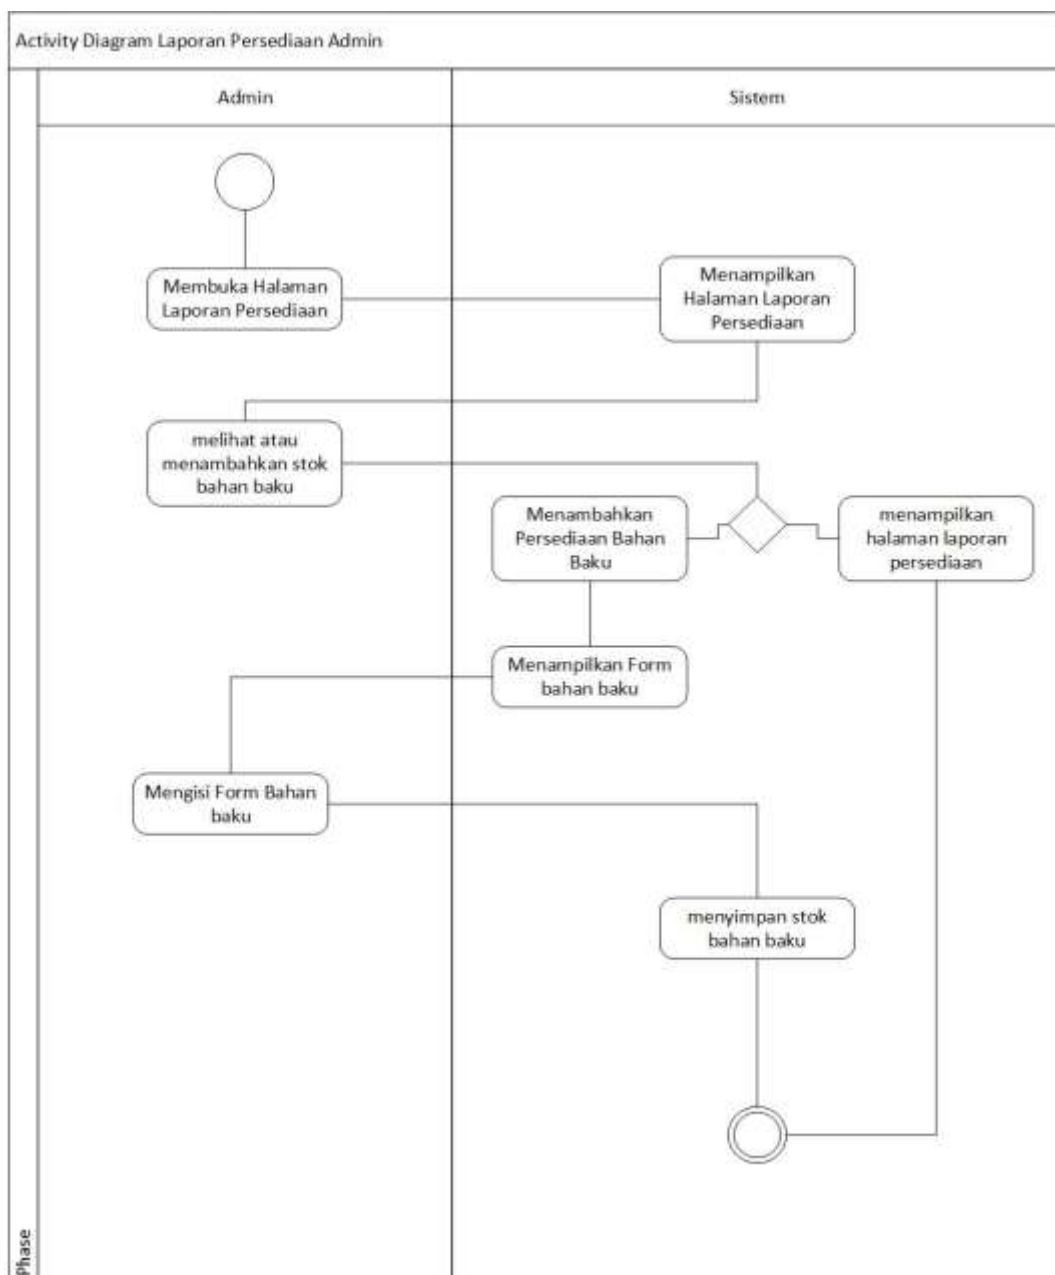 Activity Diagram Laporan Persediaan Admin
Admin
Sistem
Membuka Halaman
Laporan Persediaan
Menampilkan
Halaman Laporan
Persediaan
melihat atau
menambahkan stok
bahan baku
Menambahkan
Persediaan Bahan
Baku
menampilkan
halaman laporan
persediaan
Menampilkan Form
bahan baku
Mengisi Form Bahan
baku
menyimpan stok
bahan baku
Phase